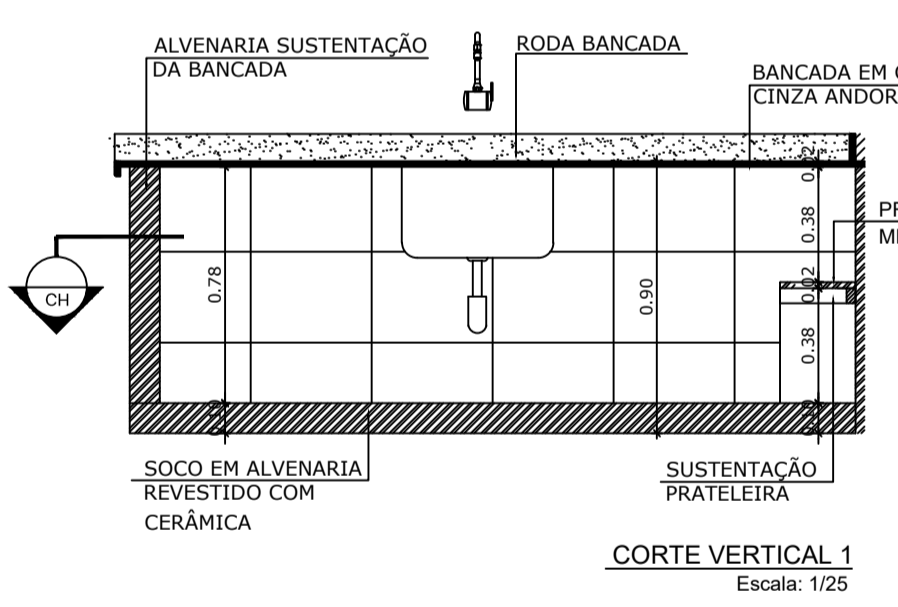 ALVENARIA SUSTENTAÇÃO
DA BANCADA
RODA BANCADA
BANCADA EM
CINZA ANDOR
0.02
0.38
0.78
0.02
0.90
0.38
0.10
0.10
CH
SOCO EM ALVENARIA
REVESTIDO COM
CERÂMICA
SUSTENTAÇÃO
PRATELEIRA
CORTE VERTICAL 1
Escala: 1/25